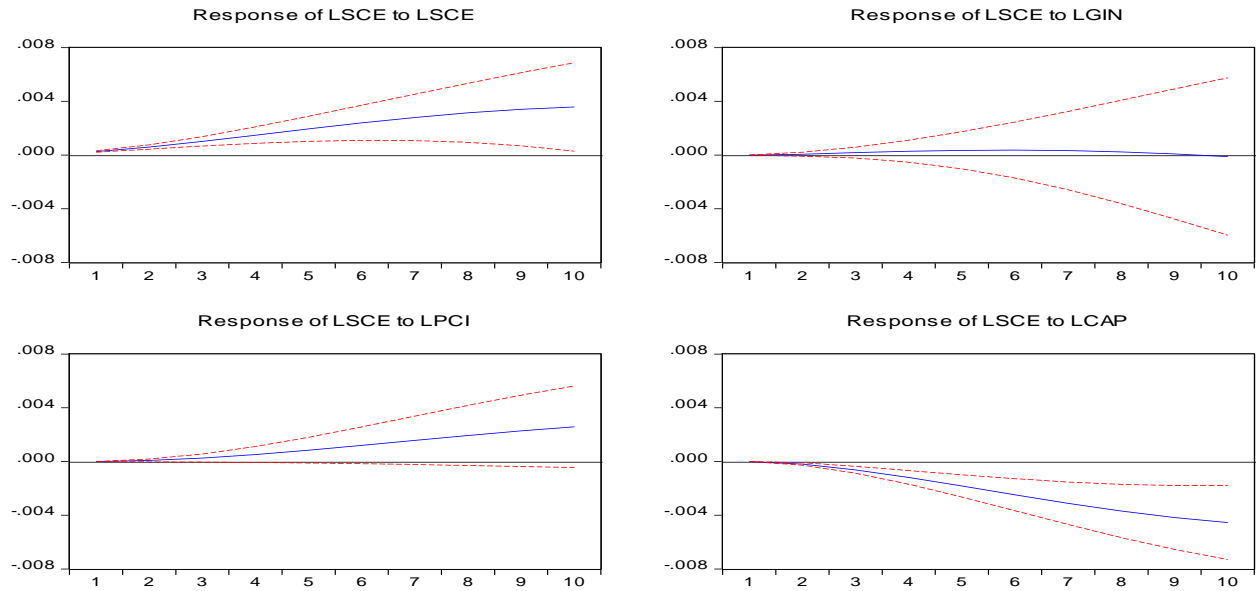 Response of LSCE to LSCE
.008
.004
.000
-.004
-.008
1 2 3 4 5 6 7 8 9 10
Response of LSCE to LGIN
.008
.004
.000
-.004
-.008
1 2 3 4 5 6 7 8 9 10
Response of LSCE to LPCI
.008
.004
.000
-.004
-.008
1 2 3 4 5 6 7 8 9 10
Response of LSCE to LCAP
.008
.004
.000
-.004
-.008
1 2 3 4 5 6 7 8 9 10